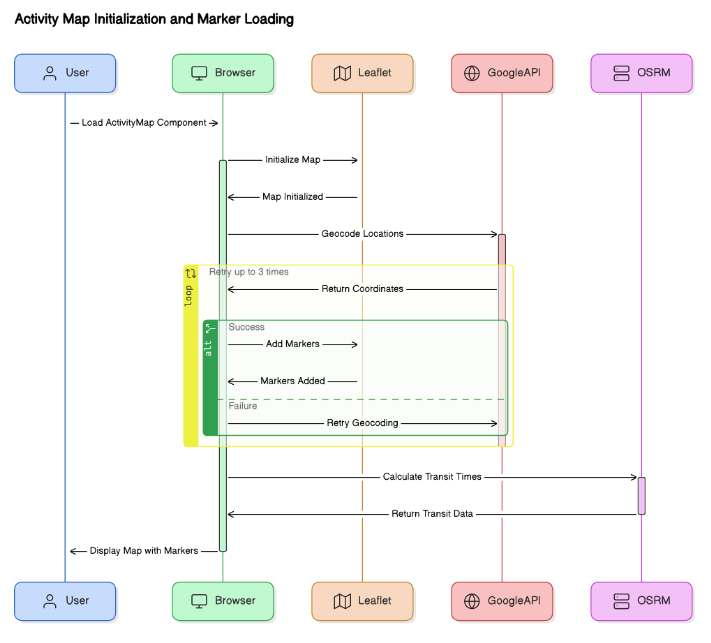 Activity Map Initialization and Marker Loading
User
Browser
Leaflet
GoogleAPI
OSRM
Load ActivityMap Component
Initialize Map
Map Initialized
Geocode Locations
loop
Retry up to 3 times
Return Coordinates
alt
Success
Add Markers
Markers Added
Failure
Retry Geocoding
Calculate Transit Times
Return Transit Data
Display Map with Markers
User
Browser
Leaflet
GoogleAPI
OSRM